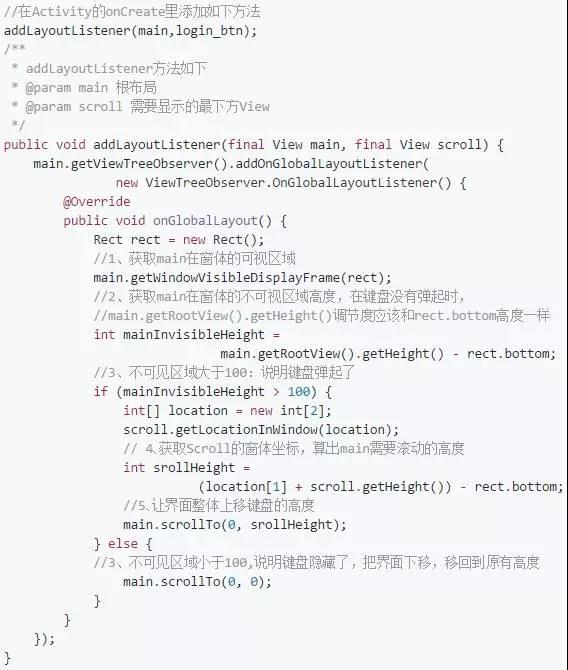 //在Activity的onCreate里添加如下方法
addLayoutListener(main,login_btn);
/**
 * addLayoutListener方法如下
 * @param main 根布局
 * @param scroll 需要显示的最下方View
 */
public void addLayoutListener(final View main, final View scroll) {
    main.getViewTreeObserver().addOnGlobalLayoutListener(
               new ViewTreeObserver.OnGlobalLayoutListener() {
        @Override
        public void onGlobalLayout() {
            Rect rect = new Rect();
            //1、获取main在窗体的可视区域
            main.getWindowVisibleDisplayFrame(rect);
            //2、获取main在窗体的不可视区域高度，在键盘没有弹起时，
            //main.getRootView().getHeight()调节度应该和rect.bottom高度一样
            int mainInvisibleHeight =
                             main.getRootView().getHeight() - rect.bottom;
            //3、不可见区域大于100：说明键盘弹起了
            if (mainInvisibleHeight > 100) {
                int[] location = new int[2];
                scroll.getLocationInWindow(location);
                // 4､获取Scroll的窗体坐标，算出main需要滚动的高度
                int srollHeight =
                          (location[1] + scroll.getHeight()) - rect.bottom;
                //5､让界面整体上移键盘的高度
                main.scrollTo(0, srollHeight);
            } else {
            //3、不可见区域小于100,说明键盘隐藏了，把界面下移，移回到原有高度
                main.scrollTo(0, 0);
            }
        }
    });
}